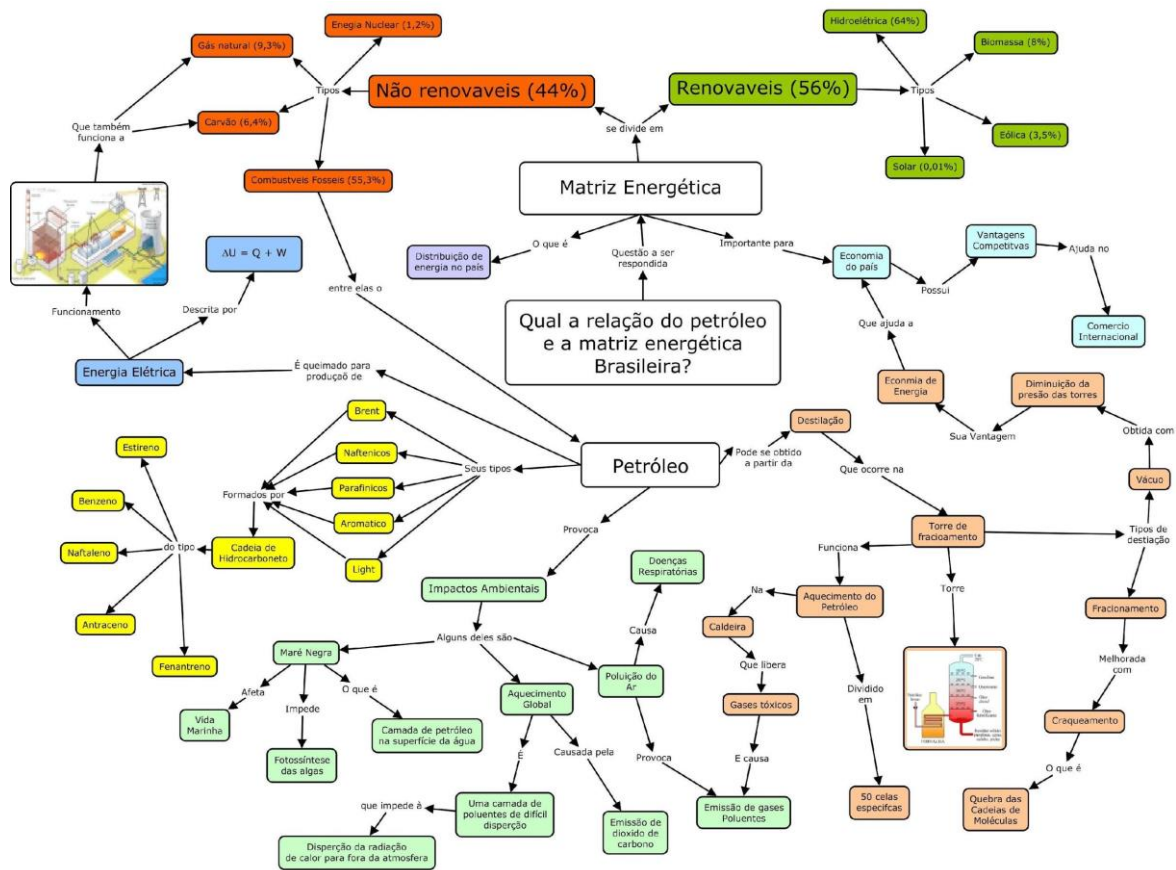 Enegia Nuclear (1,2%)
Gás natural (9,3%)
Tipos
Não renovaveis (44%)
Carvão (6,4%)
Que também
funciona a
Combustveis Fosseis (55,3%)
Hidroelétrica (64%)
Biomassa (8%)
Renovaveis (56%)
Tipos
Eólica (3,5%)
Solar (0,01%)
se divide em
Matriz Energética
O que é
Distribuição de
energia no país
Questão a ser
respondida
Importante para
Economia
do país
Possui
Vantagens
Competitvas
Ajuda no
Comercio
Internacional
Qual a relação do petróleo
e a matriz energética
Brasileira?
ΔU = Q + W
Funcionamento
Descrita por
Energia Elétrica
entre elas o
É queimado para
produção de
Que ajuda a
Econmia de
Energia
Sua Vantagem
Diminuição da
presão das torres
Obtida com
Vácuo
Tipos de
destiação
Petróleo
Pode se obtido
a partir da
Destilação
Que ocorre na
Torre de
fracioamento
Seus tipos
Brent
Naftenicos
Parafinicos
Aromatico
Light
Formados por
Cadeia de
Hidrocarboneto
do tipo
Estireno
Benzeno
Naftaleno
Antraceno
Fenantreno
Provoca
Impactos Ambientais
Alguns deles são
Maré Negra
Afeta
Vida
Marinha
Impede
Fotossíntese
das algas
O que é
Camada de petróleo
na superfície da água
Aquecimento
Global
É
Uma camada de
poluentes de difícil
disperção
que impede à
Disperção da radiação
de calor para fora da atmosfera
Causada pela
Emissão de
dioxido de
carbono
Poluição do
Ar
Causa
Doenças
Respiratórias
Provoca
Emissão de gases
Poluentes
Funciona
Aquecimento do
Petróleo
Na
Caldeira
Que libera
Gases tóxicos
E causa
Dividido
em
50 celas
especifcas
Torre
Fracionamento
Melhorada
com
Craqueamento
O que é
Quebra das
Cadeias de
Moléculas